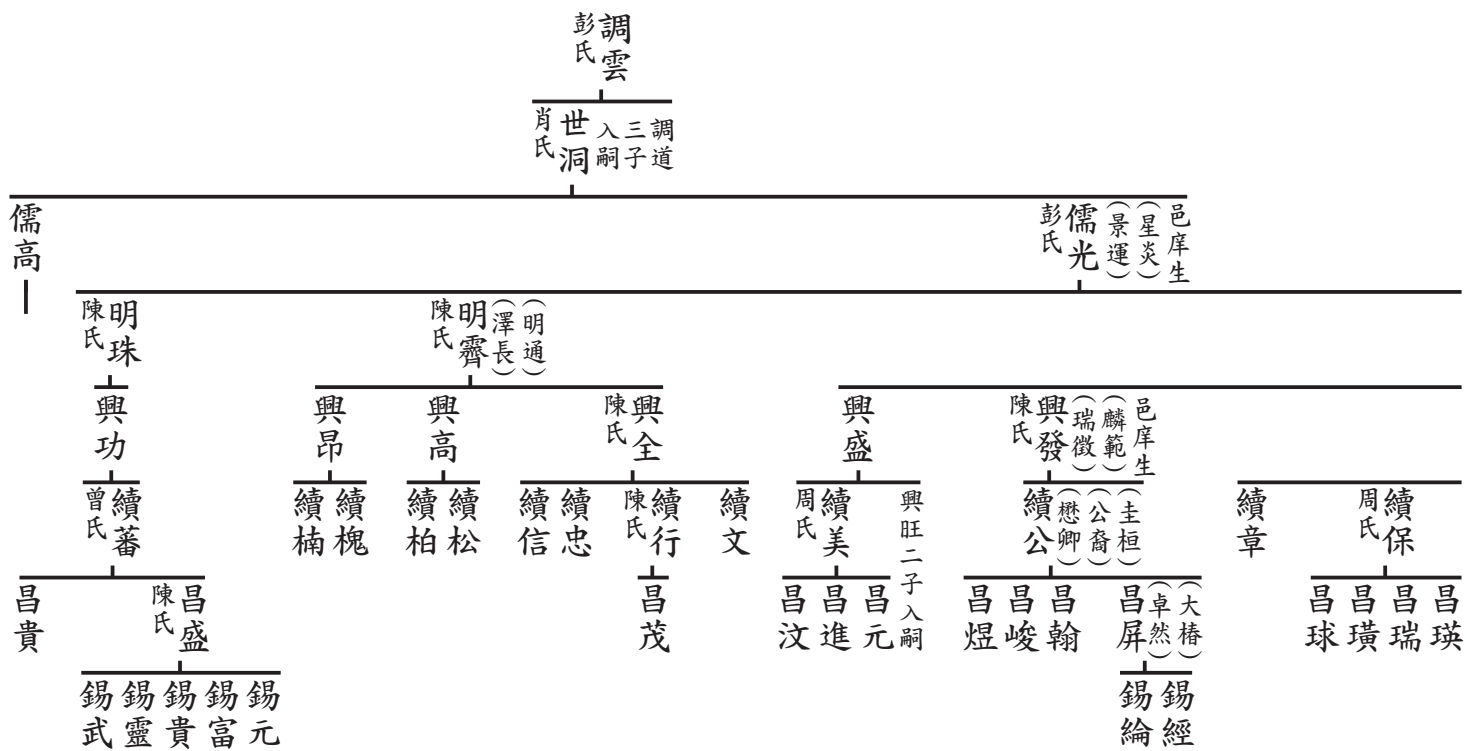 調雲
彭氏
調道
三子
入嗣
世洞
肖氏
邑庠生
（星炎）
（景運）
儒光
彭氏
儒高
（明通）
（澤長）
明霽
陳氏
明珠
陳氏
邑庠生
（麟範）
（瑞徵）
興發
陳氏
興盛
興全
陳氏
興高
興昂
興功
續保
周氏
續章
（圭桓）
（公裔）
（懋卿）
續公
興旺二子入嗣
續美
周氏
續文
續行
陳氏
續忠
續信
續松
續柏
續槐
續楠
續蕃
曾氏
昌瑛
昌瑞
昌璜
昌球
（大椿）
（卓然）
昌屏
昌翰
昌峻
昌煜
昌元
昌進
昌汶
昌茂
昌盛
陳氏
昌貴
錫經
錫綸
錫元
錫富
錫貴
錫靈
錫武